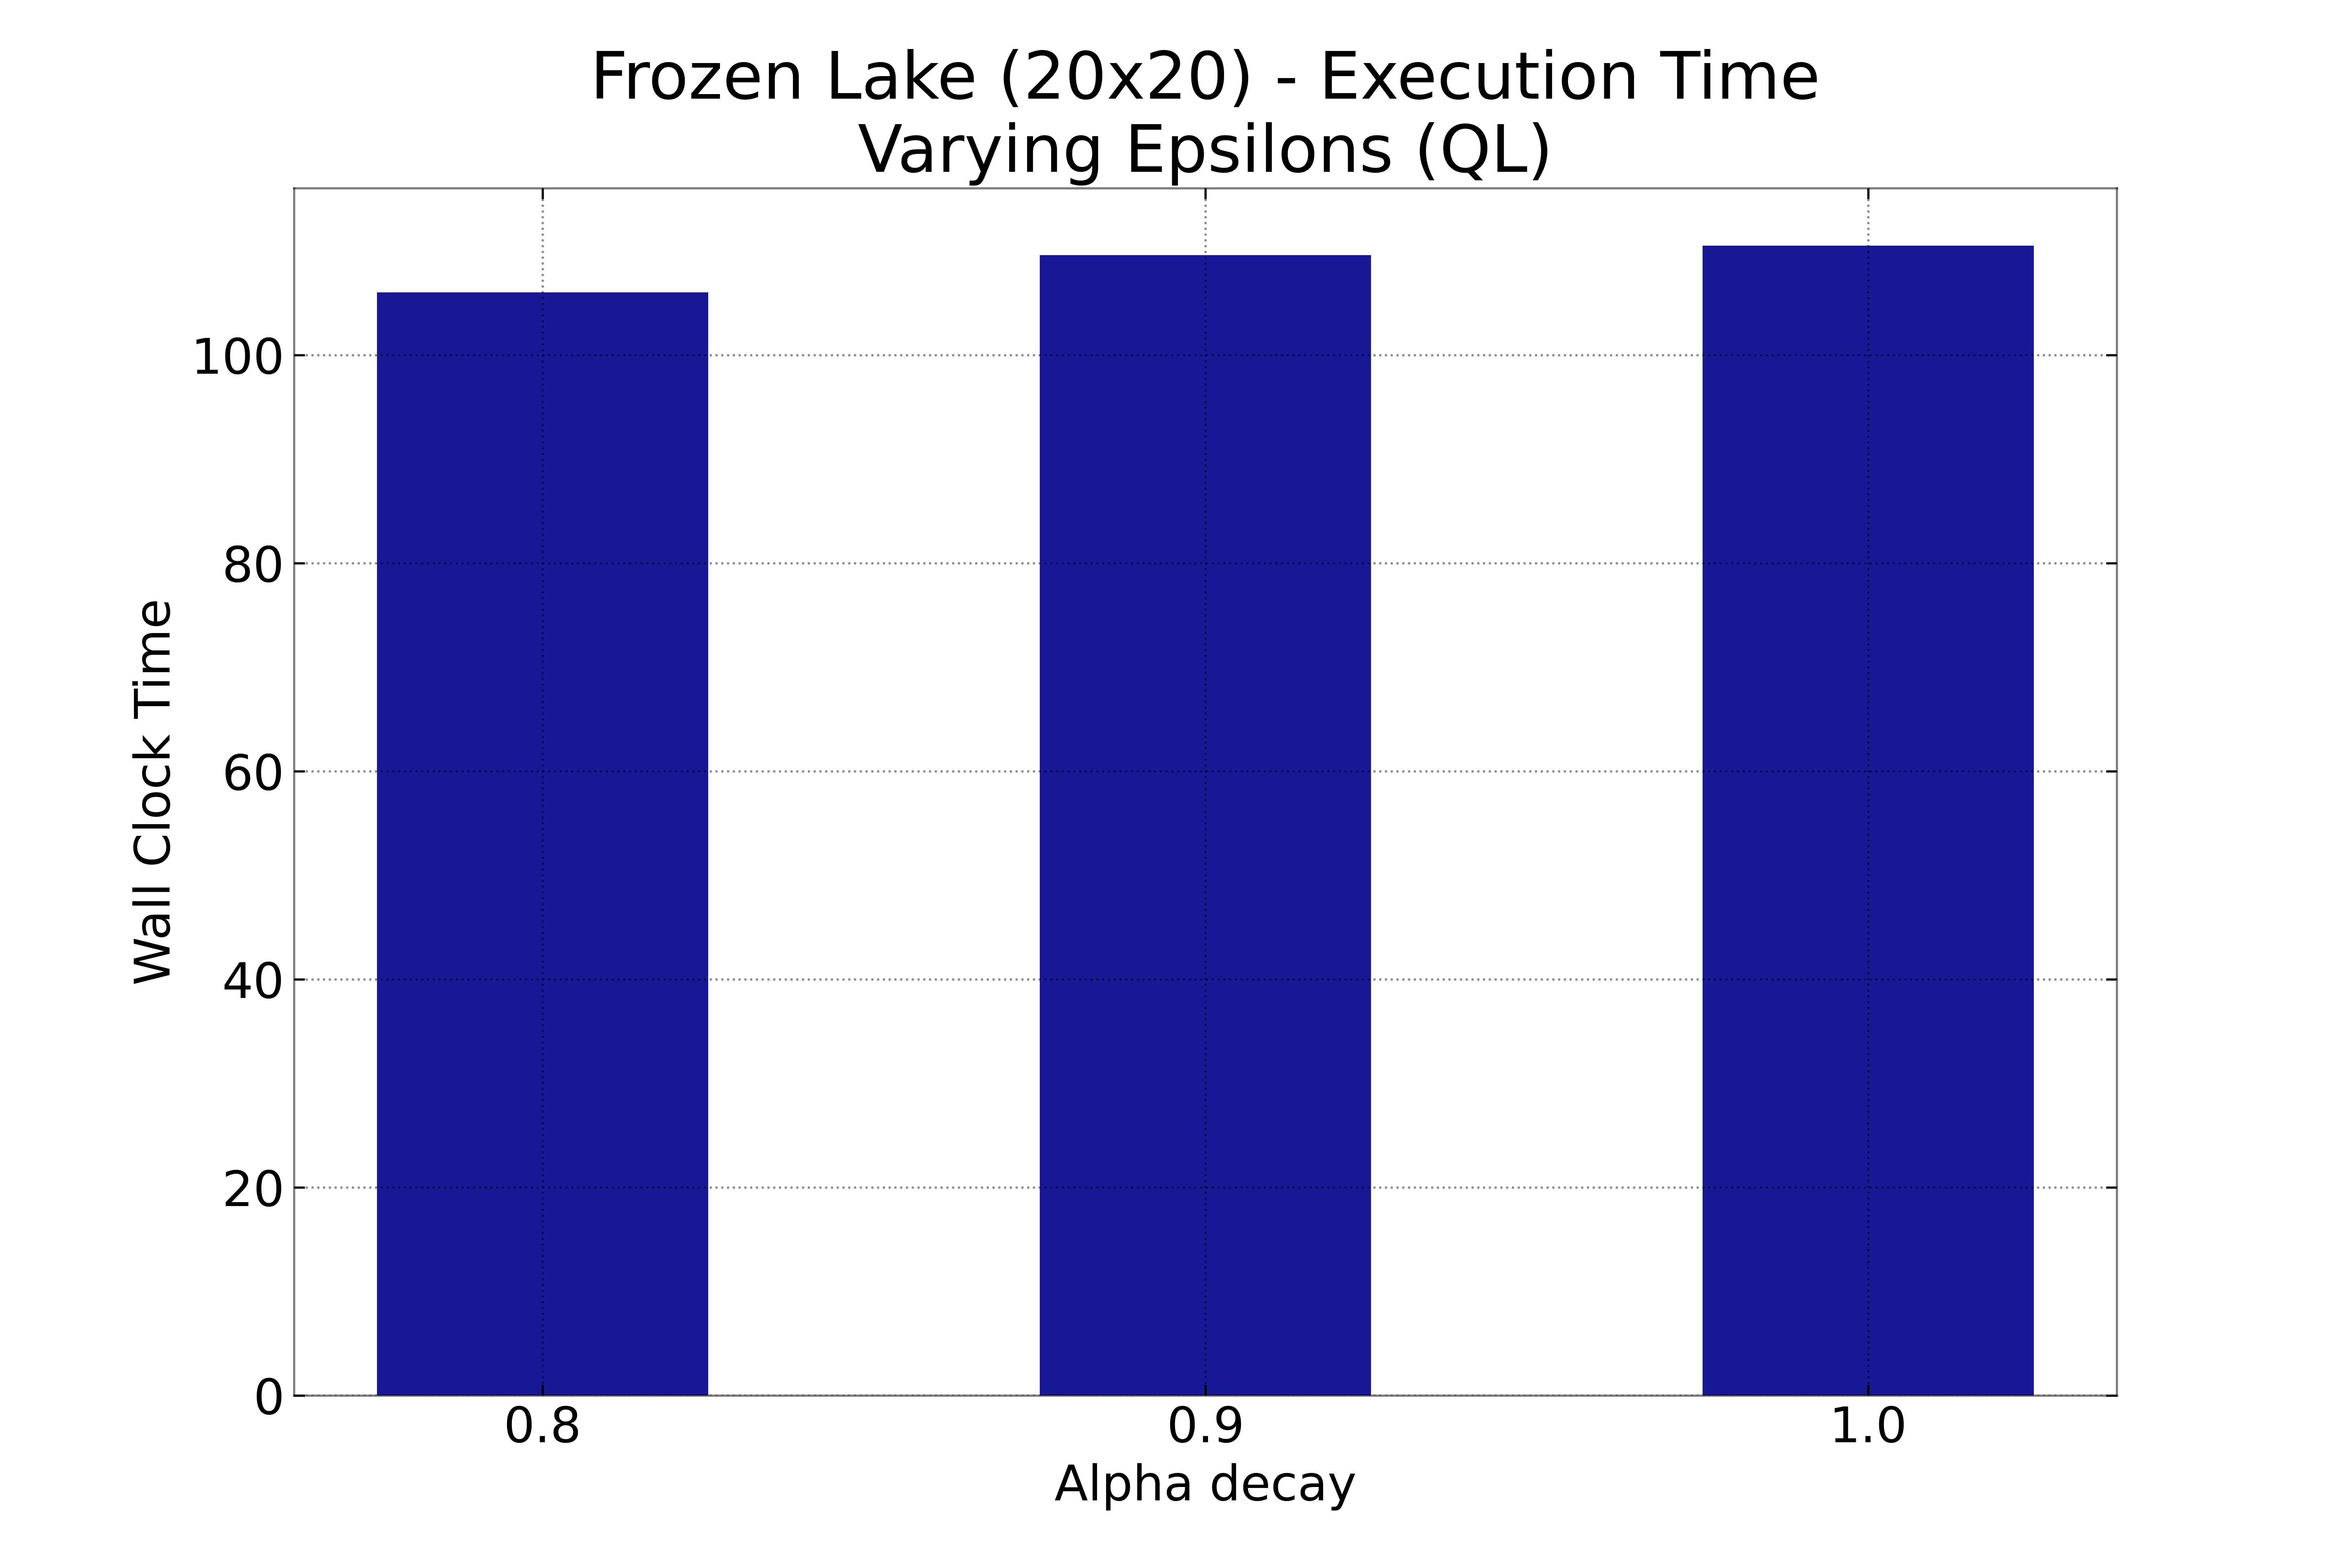 Frozen Lake (20x20) - Execution Time
Varying Epsilons (QL)
100
80
60
40
20
0
Wall Clock Time
0.8 0.9 1.0
Alpha decay